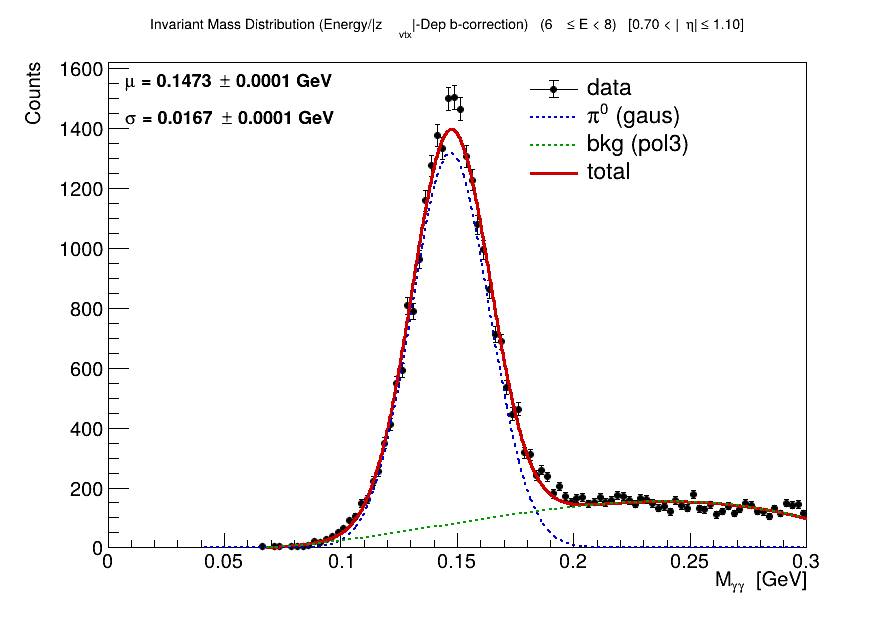 Invariant Mass Distribution (Energy/|z vtx|-Dep b-correction) (6 ≤ E < 8) [0.70 < | η| ≤ 1.10]
Counts
μ = 0.1473 ± 0.0001 GeV
σ = 0.0167 ± 0.0001 GeV
data
π⁰ (gaus)
bkg (pol3)
total
1600
1400
1200
1000
800
600
400
200
0
0 0.05 0.1 0.15 0.2 0.25 0.3
Mγγ [GeV]